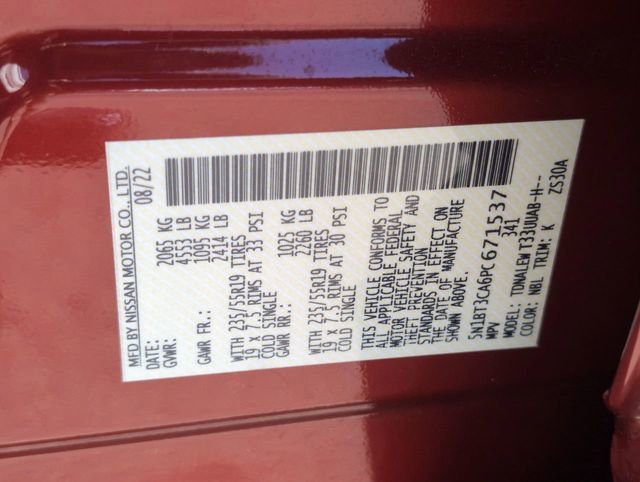 MFD BY NISSAN MOTOR CO., LTD.
DATE: 08/22
GVWR: 2065 KG
4553 LB
GAWR FR.: 1095 KG
2414 LB
WITH 235/55R19 TIRES
19 X 7.5 RIMS AT 33 PSI
COLD SINGLE
GAWR RR.: 1025 KG
2260 LB
WITH 235/55R19 TIRES
19 X 7.5 RIMS AT 30 PSI
COLD SINGLE
THIS VEHICLE CONFORMS TO
ALL APPLICABLE FEDERAL
MOTOR VEHICLE SAFETY AND
THEFT PREVENTION
STANDARDS IN EFFECT ON
THE DATE OF MANUFACTURE
SHOWN ABOVE.
5N1BT3CA6PC671537
MPV 341
MODEL: TDNALEW T33UUAB-H--
COLOR: NBL TRIM: K ZS30A